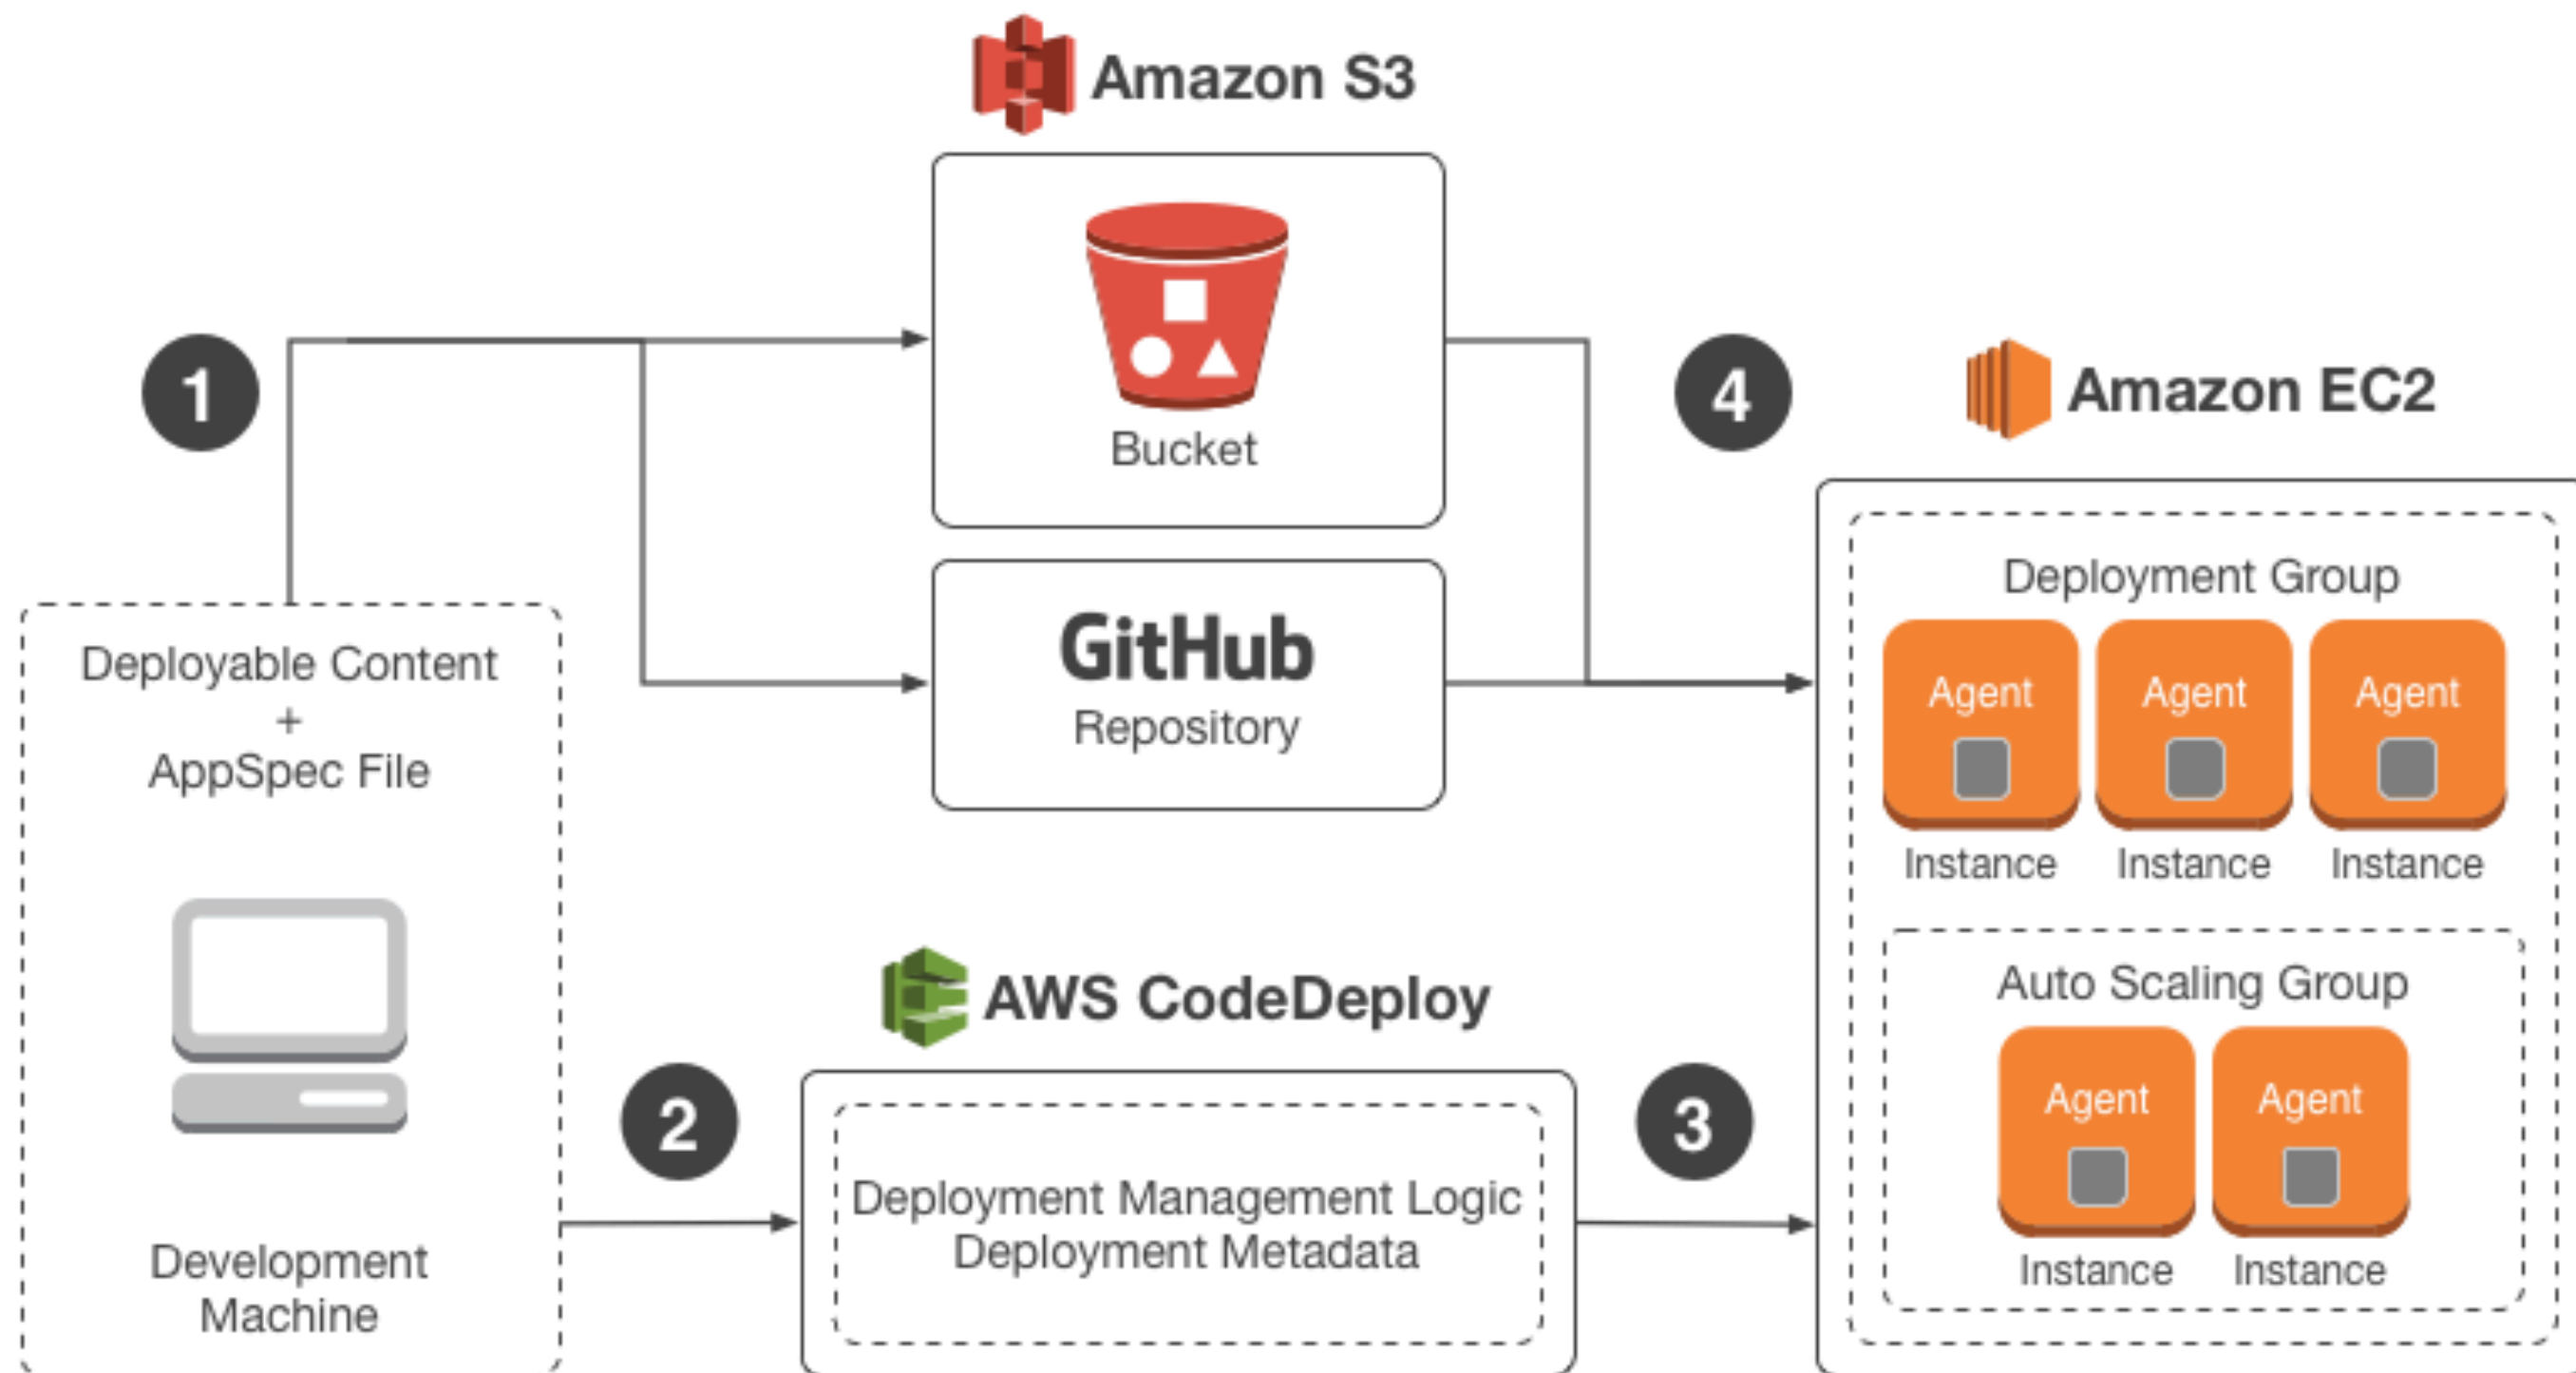 Amazon S3
Bucket
1
4
Amazon EC2
Deployment Group
Agent Agent Agent
Instance Instance Instance
GitHub
Repository
Deployable Content
+
AppSpec File
Auto Scaling Group
Agent Agent
Instance Instance
AWS CodeDeploy
2
3
Deployment Management Logic
Deployment Metadata
Development
Machine